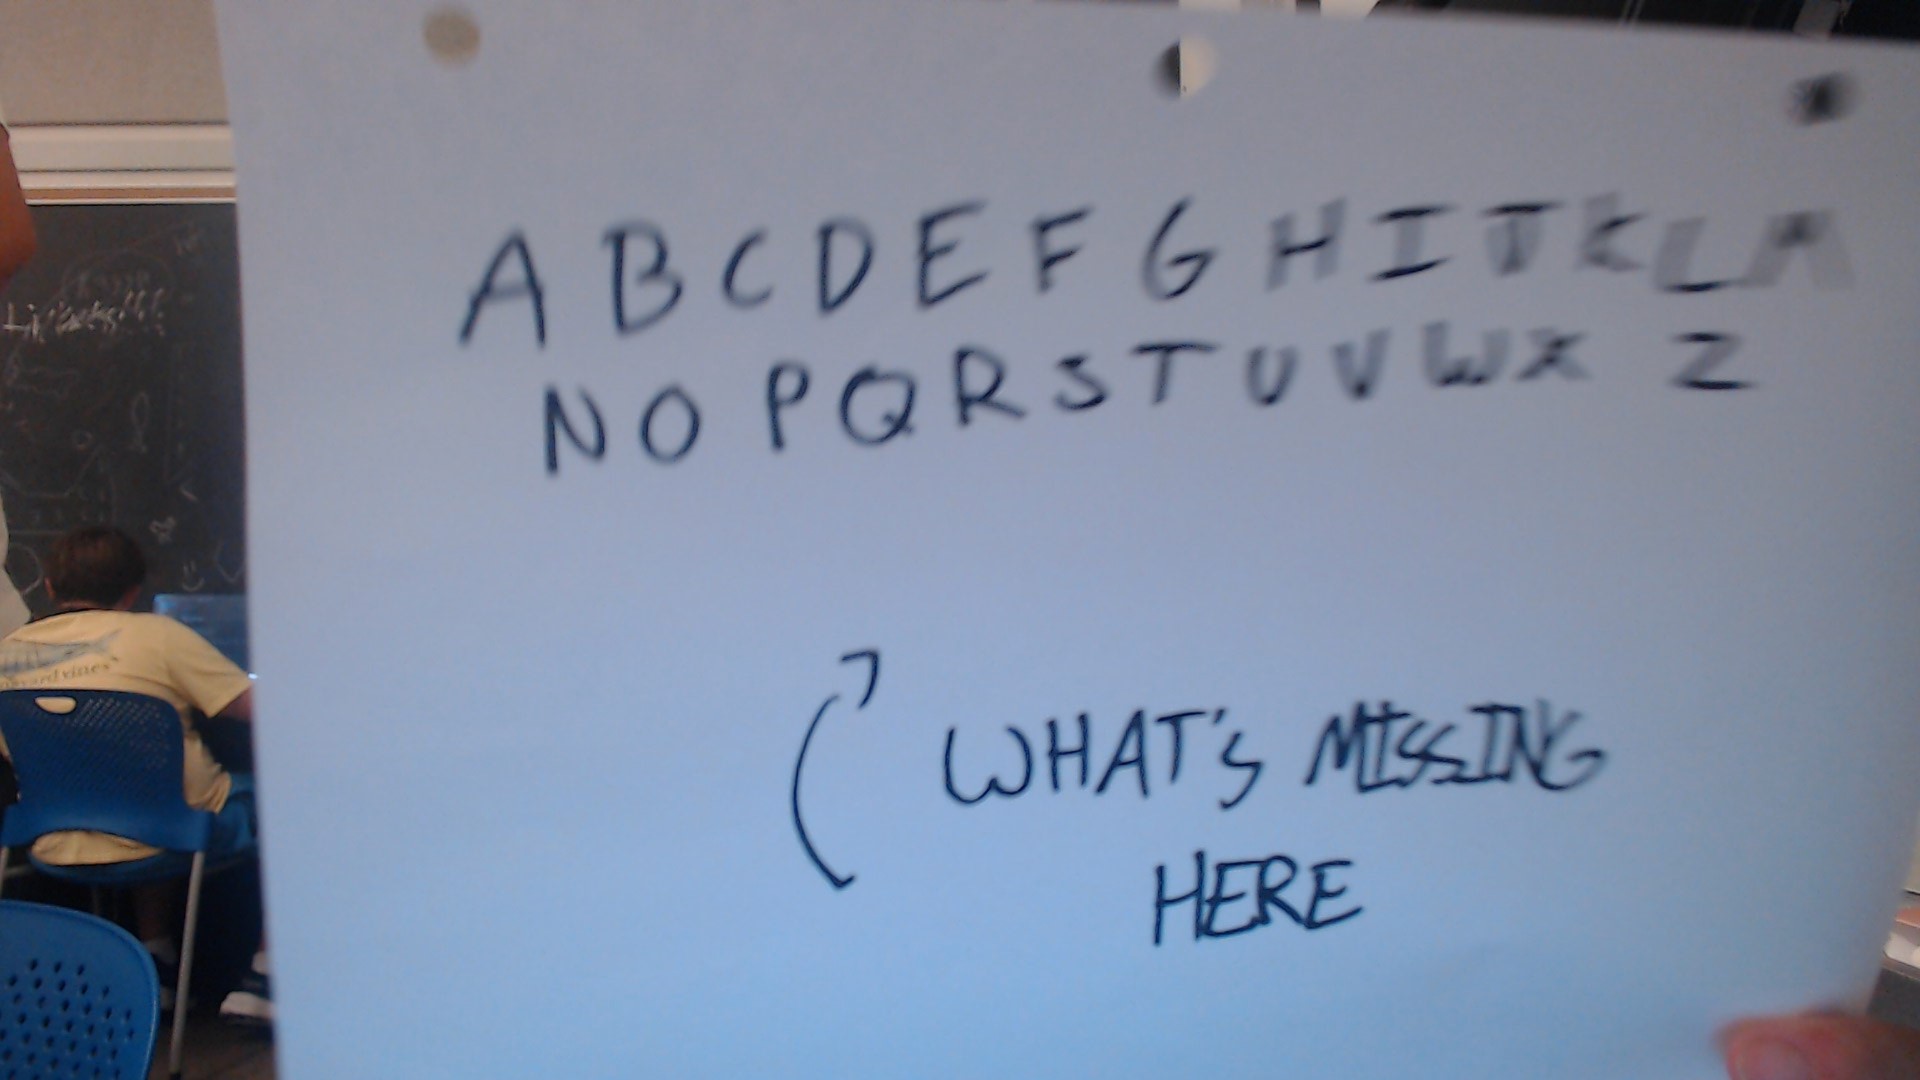 A B C D E F G H I J K L M
N O P Q R S T U V W X Z
WHAT'S MISSING
HERE